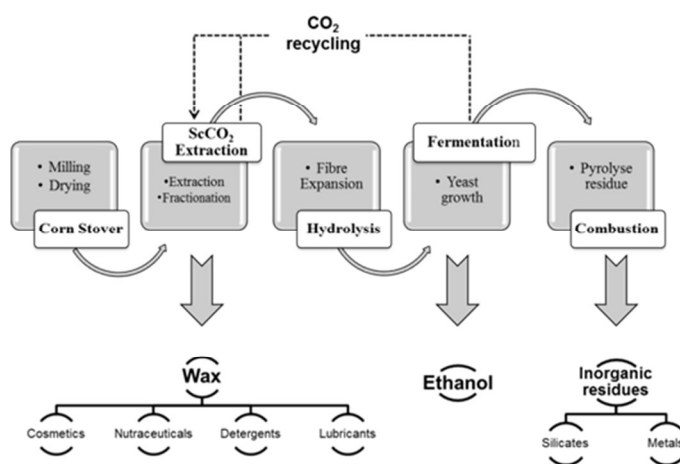 CO₂
recycling
ScCO₂
Extraction
Fermentation
• Milling
• Drying
•Extraction
•Fractionation
• Fibre
Expansion
• Yeast
growth
• Pyrolyse
residue
Corn Stover
Hydrolysis
Combustion
Wax
Ethanol
Inorganic
residues
Cosmetics
Nutraceuticals
Detergents
Lubricants
Silicates
Metals